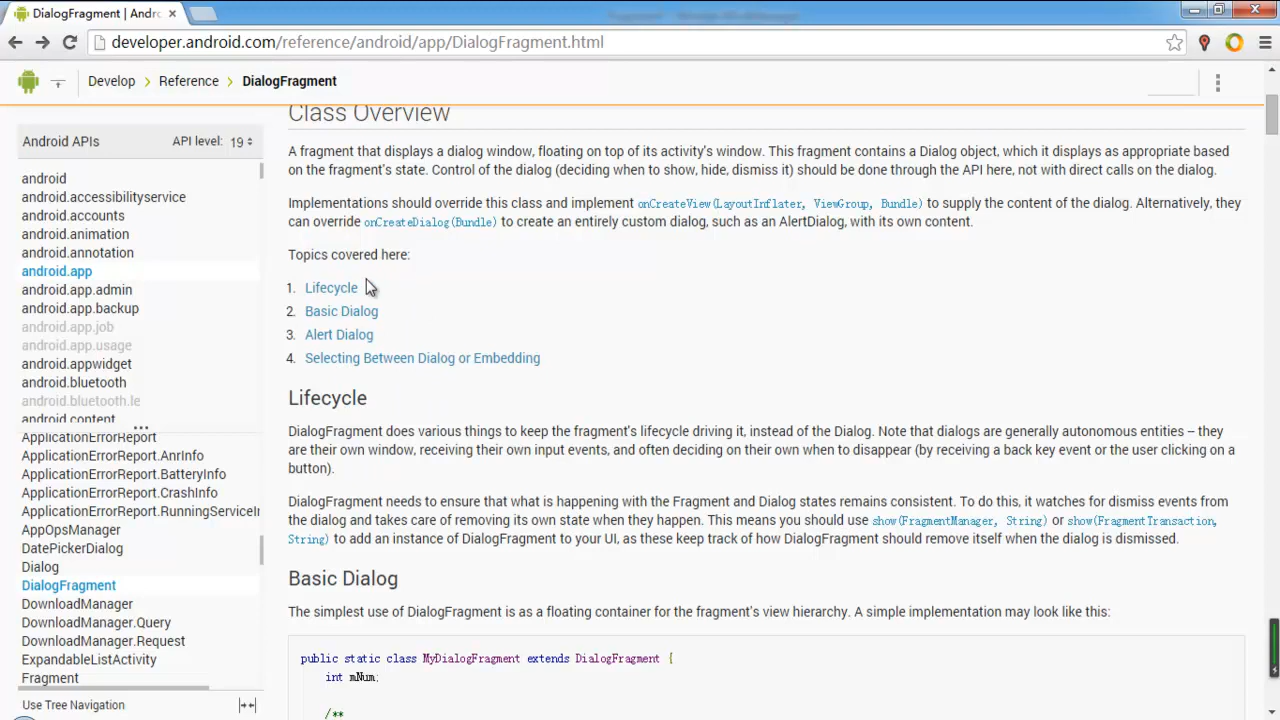 DialogFragment | Andro
developer.android.com/reference/android/app/DialogFragment.html
Develop > Reference > DialogFragment
Android APIs
API level: 19
android
android.accessibilityservice
android.accounts
android.animation
android.annotation
android.app
android.app.admin
android.app.backup
android.app.job
android.app.usage
android.appwidget
android.bluetooth
android.bluetooth.le
android.content
ApplicationErrorReport
ApplicationErrorReport.AnrInfo
ApplicationErrorReport.BatteryInfo
ApplicationErrorReport.CrashInfo
ApplicationErrorReport.RunningServiceIn
AppOpsManager
DatePickerDialog
Dialog
DialogFragment
DownloadManager
DownloadManager.Query
DownloadManager.Request
ExpandableListActivity
Fragment
Use Tree Navigation
Class Overview
A fragment that displays a dialog window, floating on top of its activity's window. This fragment contains a Dialog object, which it displays as appropriate based
on the fragment's state. Control of the dialog (deciding when to show, hide, dismiss it) should be done through the API here, not with direct calls on the dialog.
Implementations should override this class and implement onCreateView(LayoutInflater, ViewGroup, Bundle) to supply the content of the dialog. Alternatively, they
can override onCreateDialog(Bundle) to create an entirely custom dialog, such as an AlertDialog, with its own content.
Topics covered here:
1. Lifecycle
2. Basic Dialog
3. Alert Dialog
4. Selecting Between Dialog or Embedding
Lifecycle
DialogFragment does various things to keep the fragment's lifecycle driving it, instead of the Dialog. Note that dialogs are generally autonomous entities – they
are their own window, receiving their own input events, and often deciding on their own when to disappear (by receiving a back key event or the user clicking on a
button).
DialogFragment needs to ensure that what is happening with the Fragment and Dialog states remains consistent. To do this, it watches for dismiss events from
the dialog and takes care of removing its own state when they happen. This means you should use show(FragmentManager, String) or show(FragmentTransaction,
String) to add an instance of DialogFragment to your UI, as these keep track of how DialogFragment should remove itself when the dialog is dismissed.
Basic Dialog
The simplest use of DialogFragment is as a floating container for the fragment's view hierarchy. A simple implementation may look like this:
public static class MyDialogFragment extends DialogFragment {
int mNum;
/**